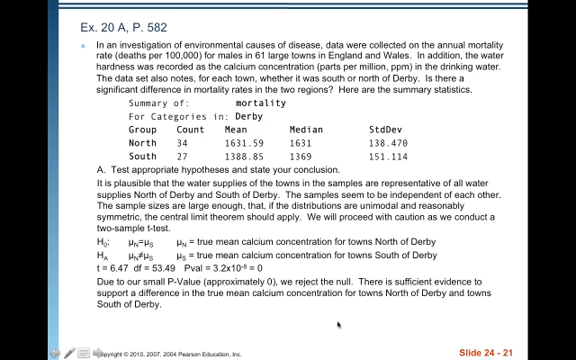 Ex. 20 A, P. 582
In an investigation of environmental causes of disease, data were collected on the annual mortality
rate (deaths per 100,000) for males in 61 large towns in England and Wales. In addition, the water
hardness was recorded as the calcium concentration (parts per million, ppm) in the drinking water.
The data set also notes, for each town, whether it was south or north of Derby. Is there a
significant difference in mortality rates in the two regions? Here are the summary statistics.
Summary of: mortality
For Categories in: Derby
Group Count Mean Median StdDev
North 34 1631.59 1631 138.470
South 27 1388.85 1369 151.114
A. Test appropriate hypotheses and state your conclusion.
It is plausible that the water supplies of the towns in the samples are representative of all water
supplies North of Derby and South of Derby. The samples seem to be independent of each other.
The sample sizes are large enough, that, if the distributions are unimodal and reasonably
symmetric, the central limit theorem should apply. We will proceed with caution as we conduct a
two-sample t-test.
H₀: μN=μS μN = true mean calcium concentration for towns North of Derby
HA μN≠μS μS = true mean calcium concentration for towns South of Derby
t = 6.47 df = 53.49 Pval = 3.2x10⁻⁸ = 0
Due to our small P-Value (approximately 0), we reject the null. There is sufficient evidence to
support a difference in the true mean calcium concentration for towns North of Derby and towns
South of Derby.
Copyright © 2010, 2007, 2004 Pearson Education, Inc.
Slide 24 - 21